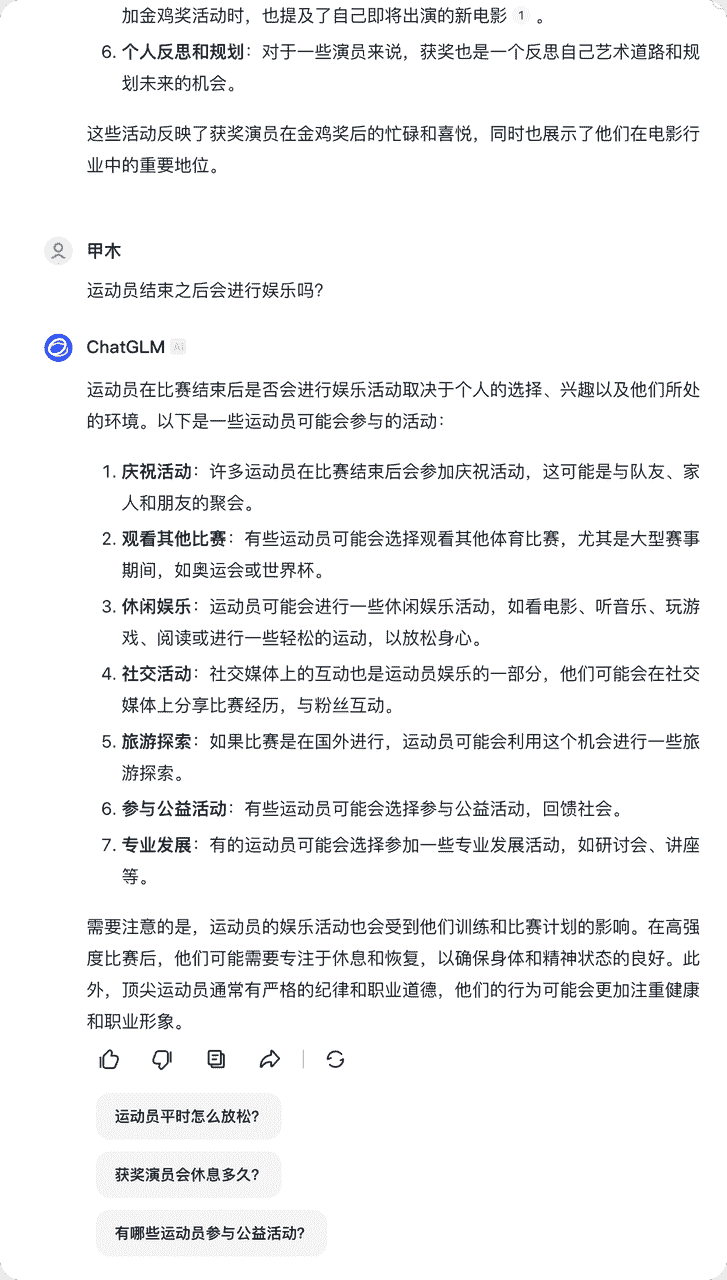 加金鸡奖活动时，也提及了自己即将出演的新电影 1 。
6. 个人反思和规划：对于一些演员来说，获奖也是一个反思自己艺术道路和规
划未来的机会。
这些活动反映了获奖演员在金鸡奖后的忙碌和喜悦，同时也展示了他们在电影行
业中的重要地位。
甲木
运动员结束之后会进行娱乐吗？
ChatGLM AI
运动员在比赛结束后是否会进行娱乐活动取决于个人的选择、兴趣以及他们所处
的环境。以下是一些运动员可能会参与的活动：
1. 庆祝活动：许多运动员在比赛结束后会参加庆祝活动，这可能是与队友、家
人和朋友的聚会。
2. 观看其他比赛：有些运动员可能会选择观看其他体育比赛，尤其是大型赛事
期间，如奥运会或世界杯。
3. 休闲娱乐：运动员可能会进行一些休闲娱乐活动，如看电影、听音乐、玩游
戏、阅读或进行一些轻松的运动，以放松身心。
4. 社交活动：社交媒体上的互动也是运动员娱乐的一部分，他们可能会在社交
媒体上分享比赛经历，与粉丝互动。
5. 旅游探索：如果比赛是在国外进行，运动员可能会利用这个机会进行一些旅
游探索。
6. 参与公益活动：有些运动员可能会选择参与公益活动，回馈社会。
7. 专业发展：有的运动员可能会选择参加一些专业发展活动，如研讨会、讲座
等。
需要注意的是，运动员的娱乐活动也会受到他们训练和比赛计划的影响。在高强
度比赛后，他们可能需要专注于休息和恢复，以确保身体和精神状态的良好。此
外，顶尖运动员通常有严格的纪律和职业道德，他们的行为可能会更加注重健康
和职业形象。
运动员平时怎么放松？
获奖演员会休息多久？
有哪些运动员参与公益活动？